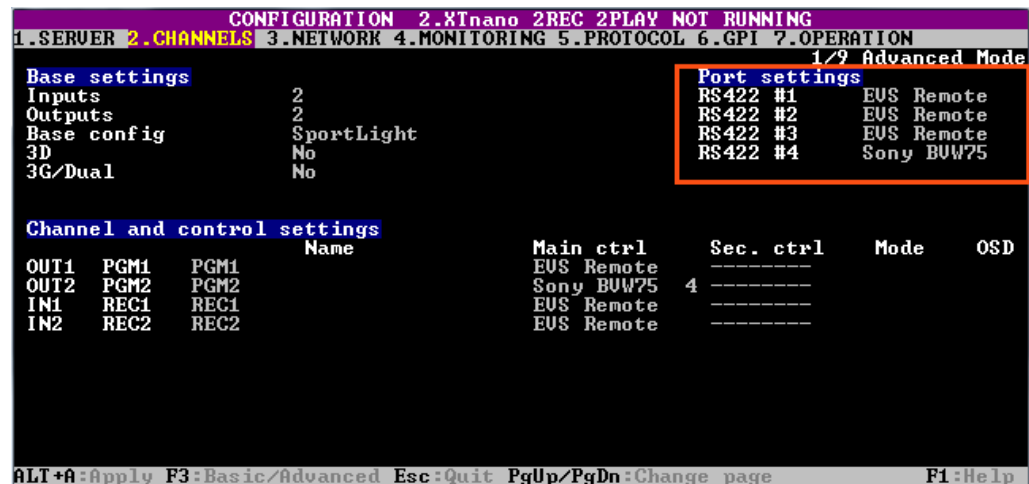 CONFIGURATION 2.XTnano 2REC 2PLAY NOT RUNNING
1.SERVER 2.CHANNELS 3.NETWORK 4.MONITORING 5.PROTOCOL 6.GPI 7.OPERATION
1/9 Advanced Mode
Base settings Port settings
Inputs 2 RS422 #1 EVS Remote
Outputs 2 RS422 #2 EVS Remote
Base config SportLight RS422 #3 EVS Remote
3D No RS422 #4 Sony BVW75
3G/Dual No
Channel and control settings
Name Main ctrl Sec. ctrl Mode OSD
OUT1 PGM1 PGM1 EVS Remote --------
OUT2 PGM2 PGM2 Sony BVW75 4 --------
IN1 REC1 REC1 EVS Remote --------
IN2 REC2 REC2 EVS Remote --------
ALT+A:Apply F3:Basic/Advanced Esc:Quit PgUp/PgDn:Change page F1:Help